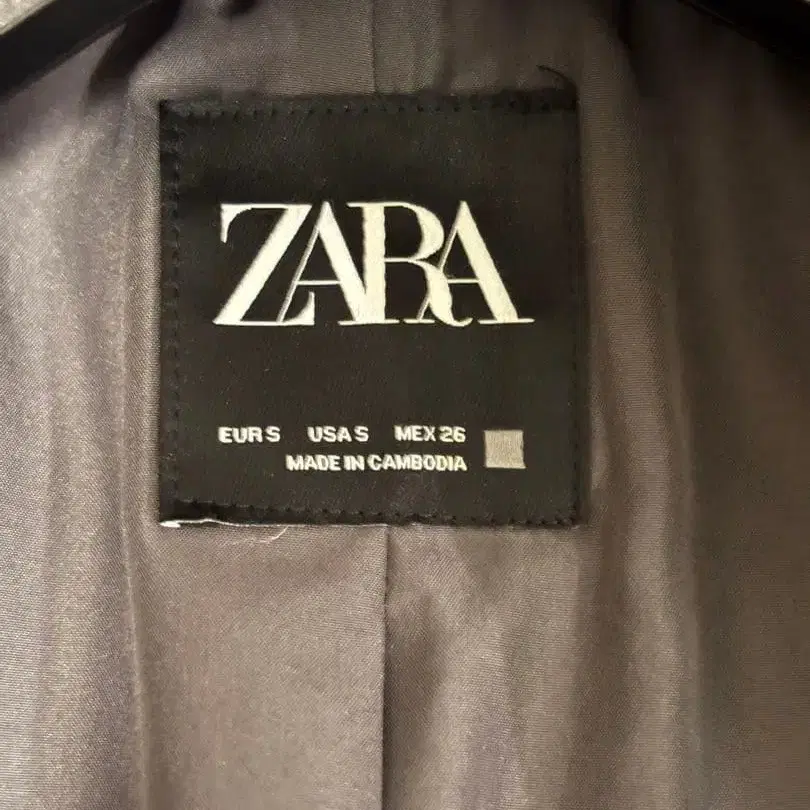 ZARA
EUR S USA S MEX 26
MADE IN CAMBODIA